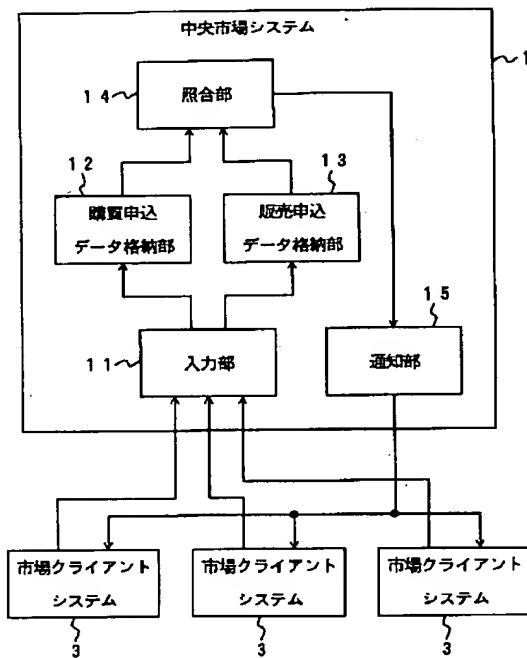 中央市場システム
1
14
照合部
12
13
購買申込
データ格納部
販売申込
データ格納部
15
11
入力部
通知部
市場クライアント
システム
市場クライアント
システム
市場クライアント
システム
3
3
3